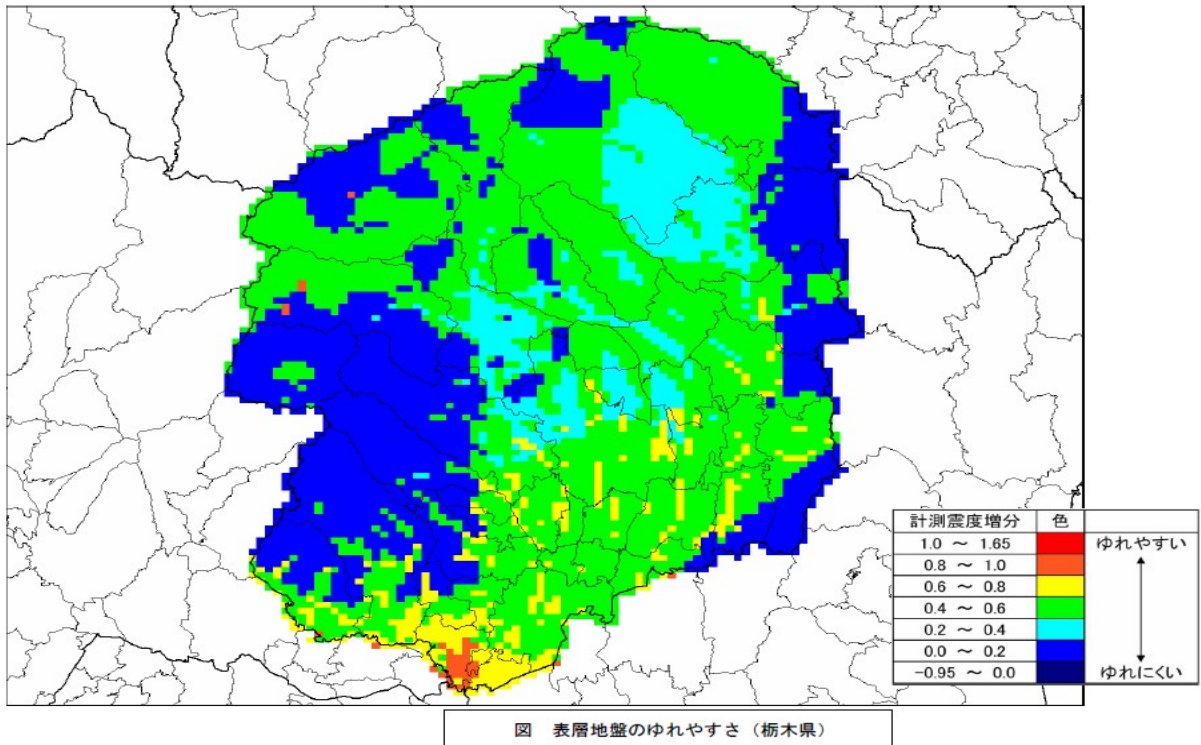 計測震度増分 色
1.0 ～ 1.65 ゆれやすい
0.8 ～ 1.0
0.6 ～ 0.8
0.4 ～ 0.6
0.2 ～ 0.4
0.0 ～ 0.2
-0.95 ～ 0.0 ゆれにくい
図 表層地盤のゆれやすさ（栃木県）